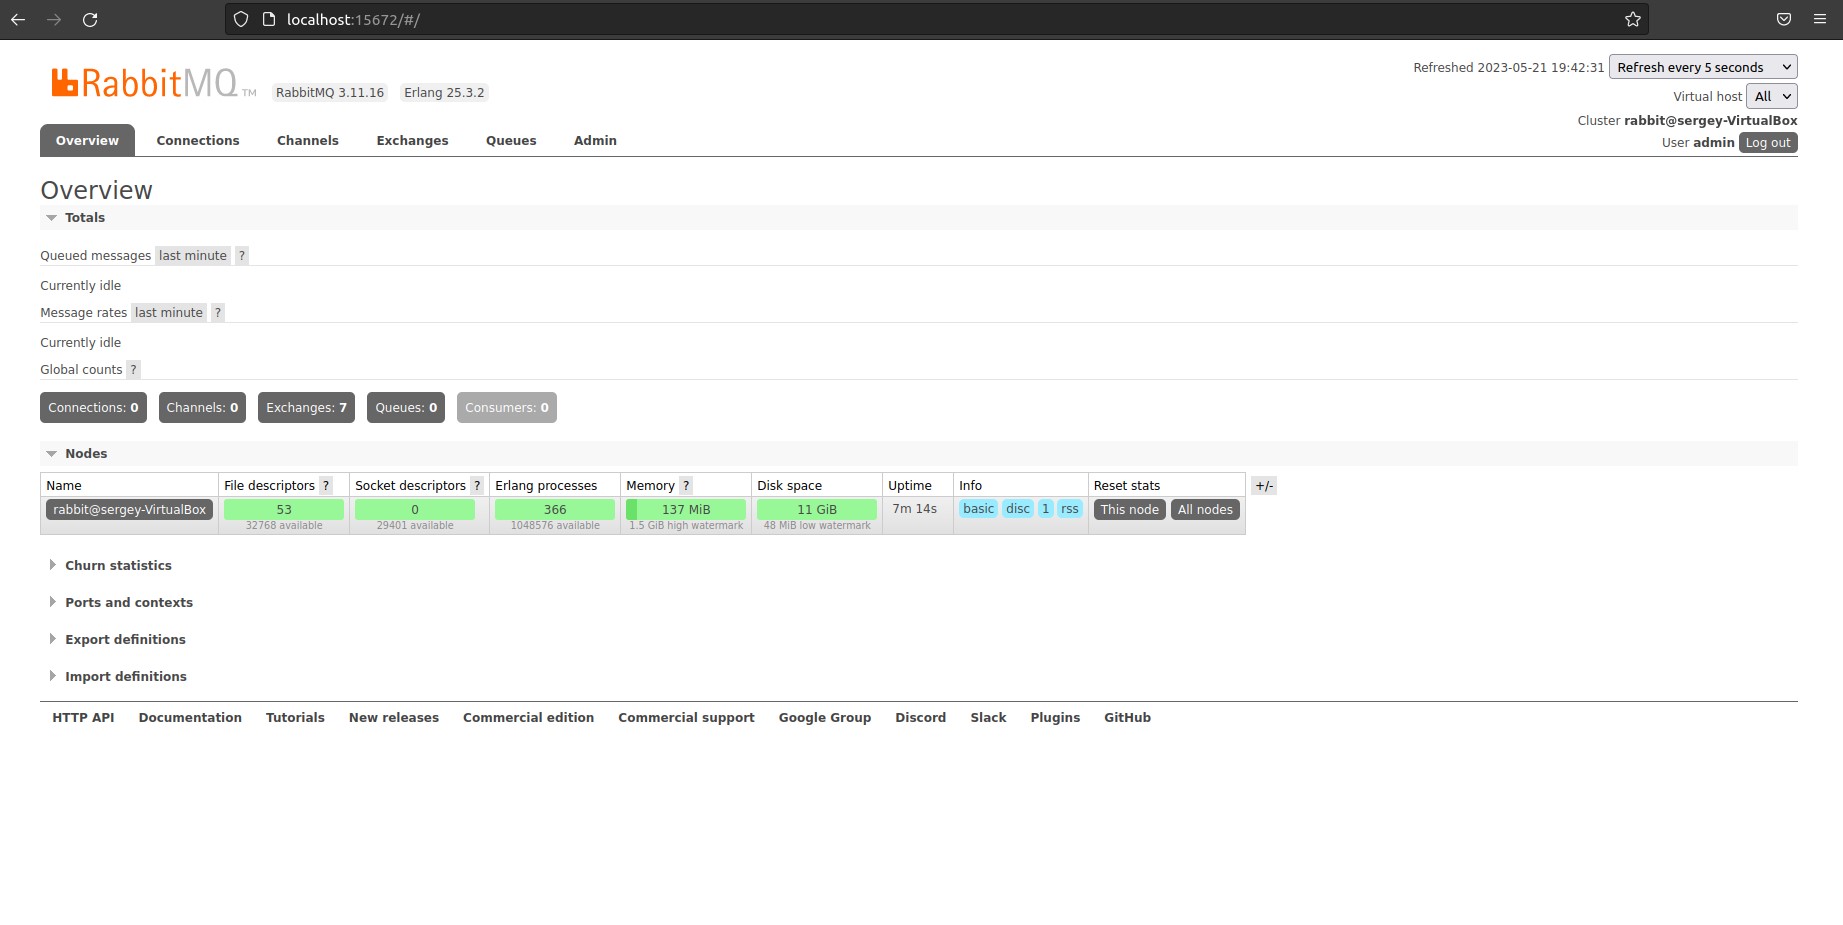 localhost:15672/#/
RabbitMQ TM RabbitMQ 3.11.16 Erlang 25.3.2
Refreshed 2023-05-21 19:42:31 Refresh every 5 seconds
Virtual host All
Cluster rabbit@sergey-VirtualBox
User admin Log out
Overview Connections Channels Exchanges Queues Admin
Overview
Totals
Queued messages last minute ?
Currently idle
Message rates last minute ?
Currently idle
Global counts ?
Connections: 0 Channels: 0 Exchanges: 7 Queues: 0 Consumers: 0
Nodes
Name File descriptors ? Socket descriptors ? Erlang processes Memory ? Disk space Uptime Info Reset stats +/-
rabbit@sergey-VirtualBox 53 0 366 137 MiB 11 GiB 7m 14s basic disc 1 rss This node All nodes
32768 available 29401 available 1048576 available 1.5 GiB high watermark 48 MiB low watermark
Churn statistics
Ports and contexts
Export definitions
Import definitions
HTTP API Documentation Tutorials New releases Commercial edition Commercial support Google Group Discord Slack Plugins GitHub